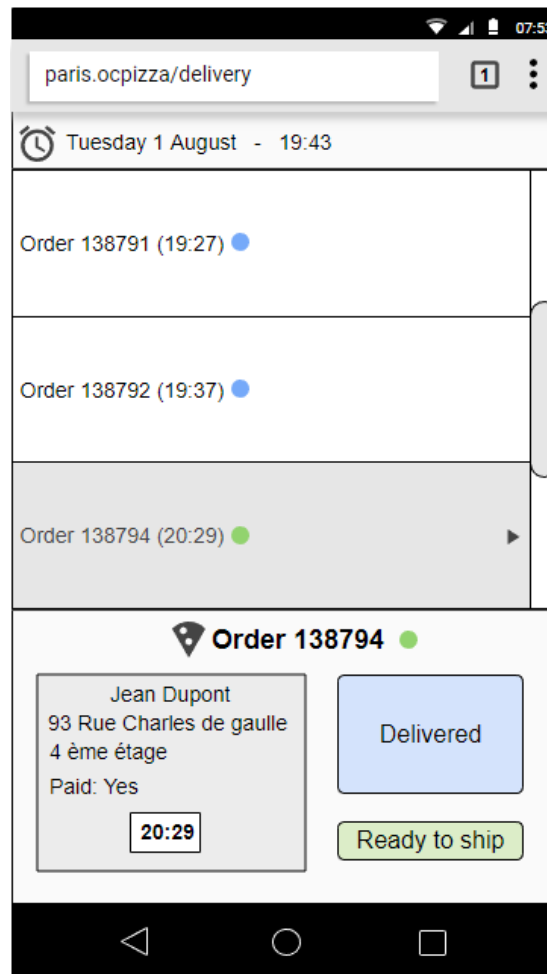 07:53
paris.ocpizza/delivery
1
Tuesday 1 August - 19:43
Order 138791 (19:27)
Order 138792 (19:37)
Order 138794 (20:29)
Order 138794
Jean Dupont
93 Rue Charles de gaulle
4 ème étage
Paid: Yes
20:29
Delivered
Ready to ship